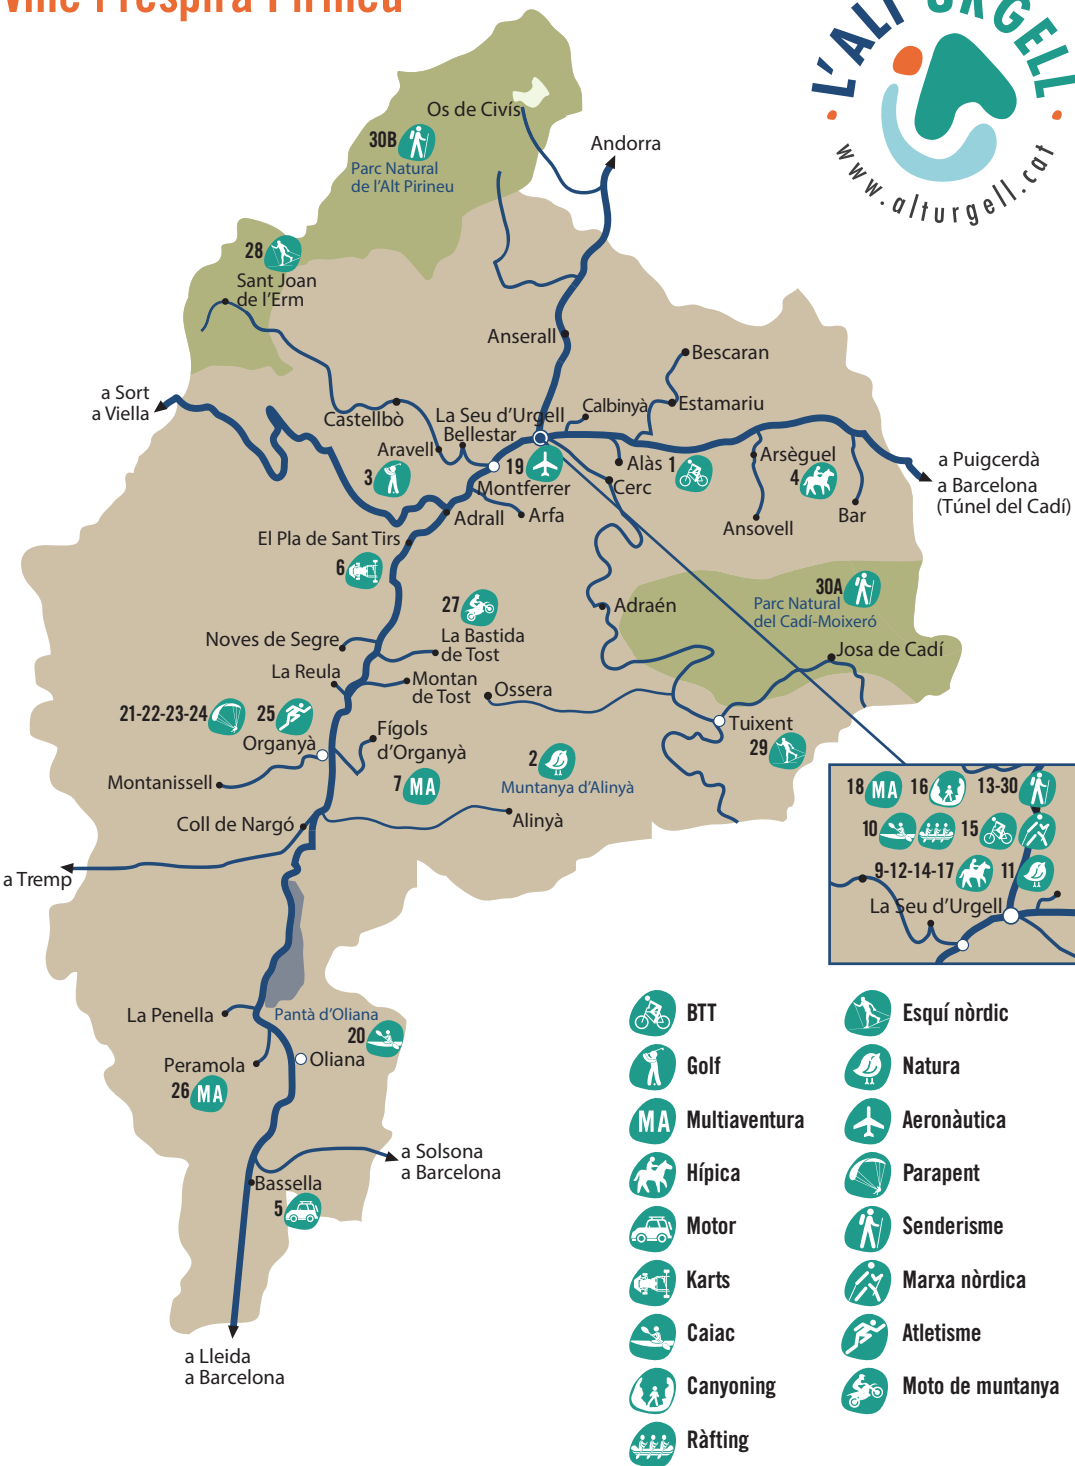 Vine i respira Pirineu
L'ALT URGELL
www.alturgell.cat
Os de Civís
30B
Parc Natural
de l'Alt Pirineu
Andorra
28
Sant Joan
de l'Erm
Anserall
Bescaran
a Sort
a Viella
Castellbò
La Seu d'Urgell
Calbinyà
Estamariu
Bellestar
Aravell
3
19
Montferrer
Alàs
1
Cerc
Arsèguel
4
a Puigcerdà
a Barcelona
(Túnel del Cadí)
Adrall
Arfa
Ansovell
Bar
El Pla de Sant Tirs
6
27
La Bastida
de Tost
Adraén
30A
Parc Natural
del Cadí-Moixeró
Josa de Cadí
Noves de Segre
La Reula
Montan
de Tost
Ossera
21-22-23-24
25
Organyà
Fígols
d'Organyà
Tuixent
29
2
Muntanya d'Alinyà
7 MA
Montanissell
Alinyà
Coll de Nargó
a Tremp
18 MA
16
13-30
10
15
9-12-14-17
11
La Seu d'Urgell
La Penella
Pantà d'Oliana
20
Peramola
Oliana
26 MA
a Solsona
a Barcelona
Bassella
5
a Lleida
a Barcelona
BTT
Golf
MA Multiaventura
Hípica
Motor
Karts
Caiac
Canyoning
Ràfting
Esquí nòrdic
Natura
Aeronàutica
Parapent
Senderisme
Marxa nòrdica
Atletisme
Moto de muntanya